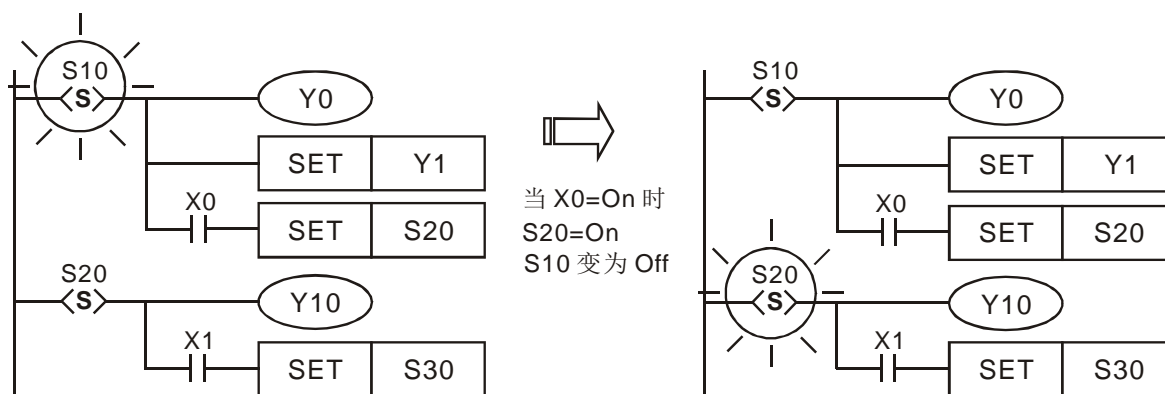 S10
S
Y0
SET Y1
X0
SET S20
S20
S
Y10
X1
SET S30
当 X0=On 时
S20=On
S10 变为 Off
S10
S
Y0
SET Y1
X0
SET S20
S20
S
Y10
X1
SET S30